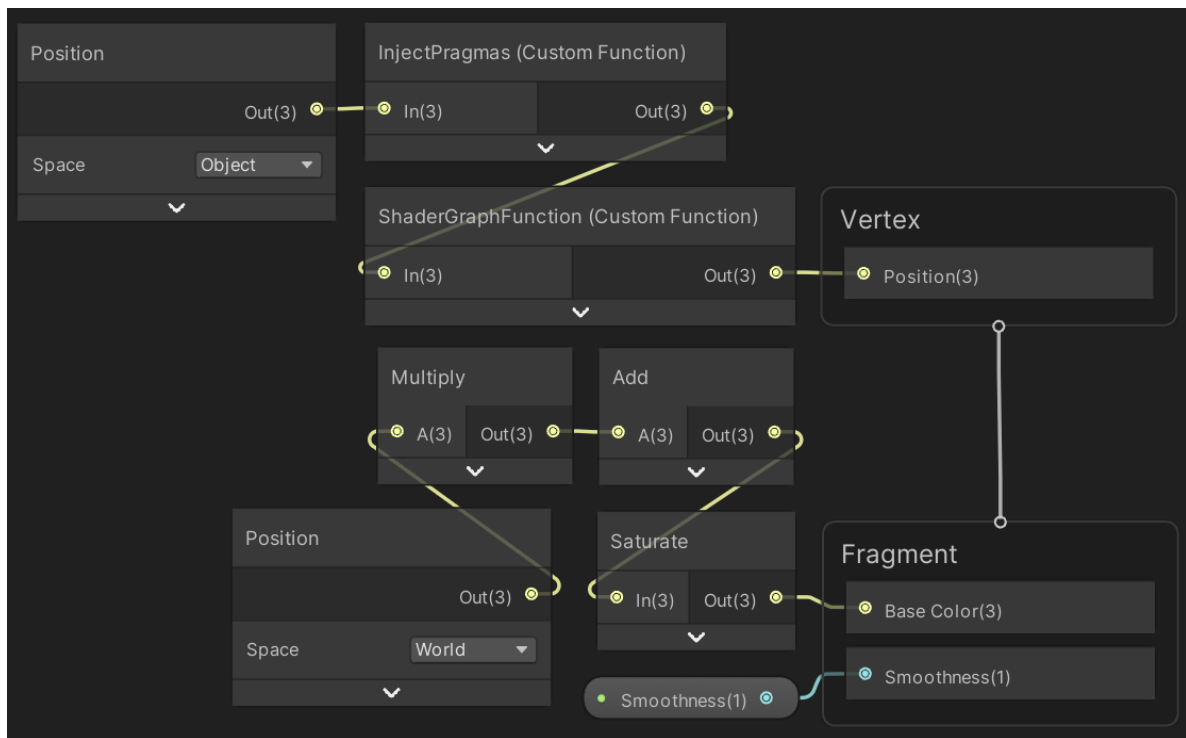 Position
Out(3)
Space Object
InjectPragmas (Custom Function)
In(3) Out(3)
ShaderGraphFunction (Custom Function)
In(3) Out(3)
Vertex
Position(3)
Multiply
A(3) Out(3)
Add
A(3) Out(3)
Position
Out(3)
Space World
Saturate
In(3) Out(3)
Smoothness(1)
Fragment
Base Color(3)
Smoothness(1)